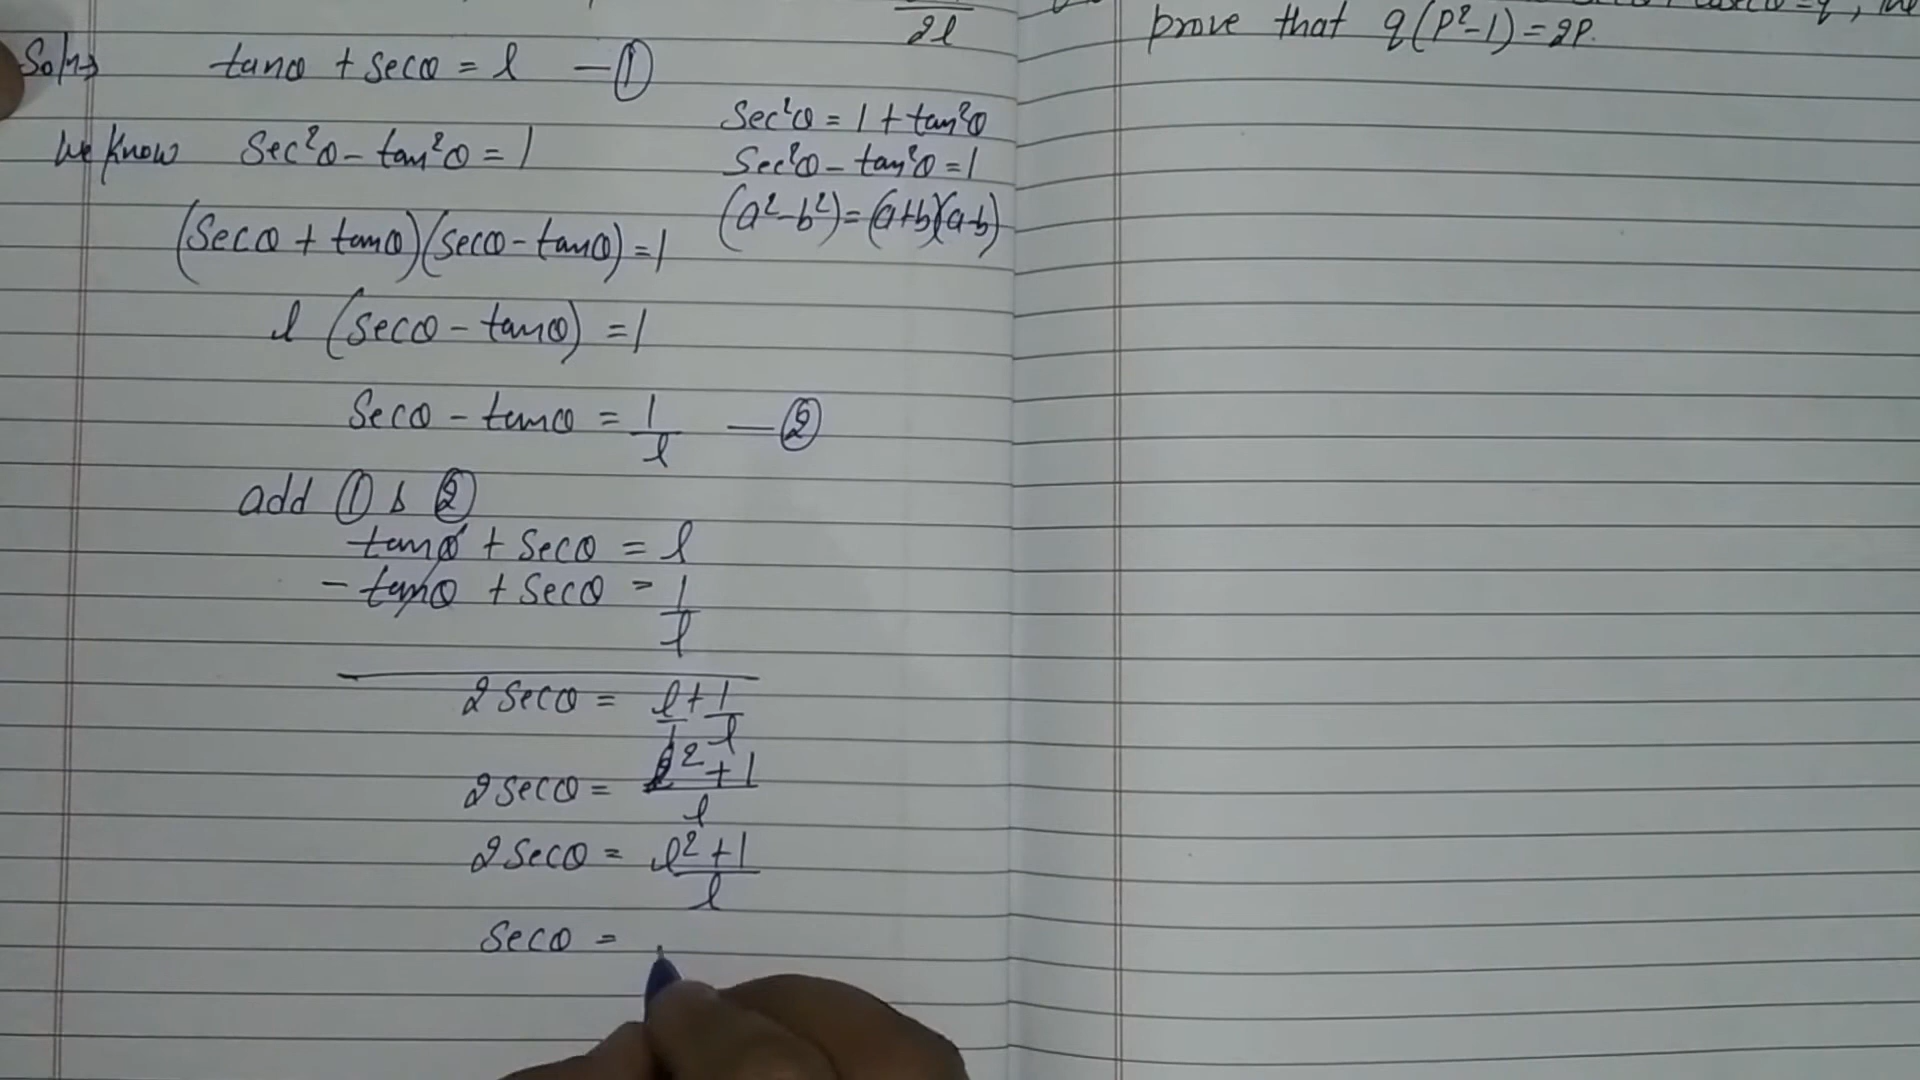 2l
Soln→ tanθ + secθ = l —①
We know sec²θ - tan²θ = 1
(secθ + tanθ)(secθ - tanθ) = 1
l (secθ - tanθ) = 1
secθ - tanθ = 1/l —②
add ① & ②
tanθ + secθ = l
- tanθ + secθ = 1/l
2 secθ = l/1 + 1/l
2 secθ = l² + 1 / l
2 secθ = l² + 1 / l
secθ =
sec²θ = 1 + tan²θ
sec²θ - tan²θ = 1
(a² - b²) = (a+b)(a-b)
prove that q(p²-1) = 2p.